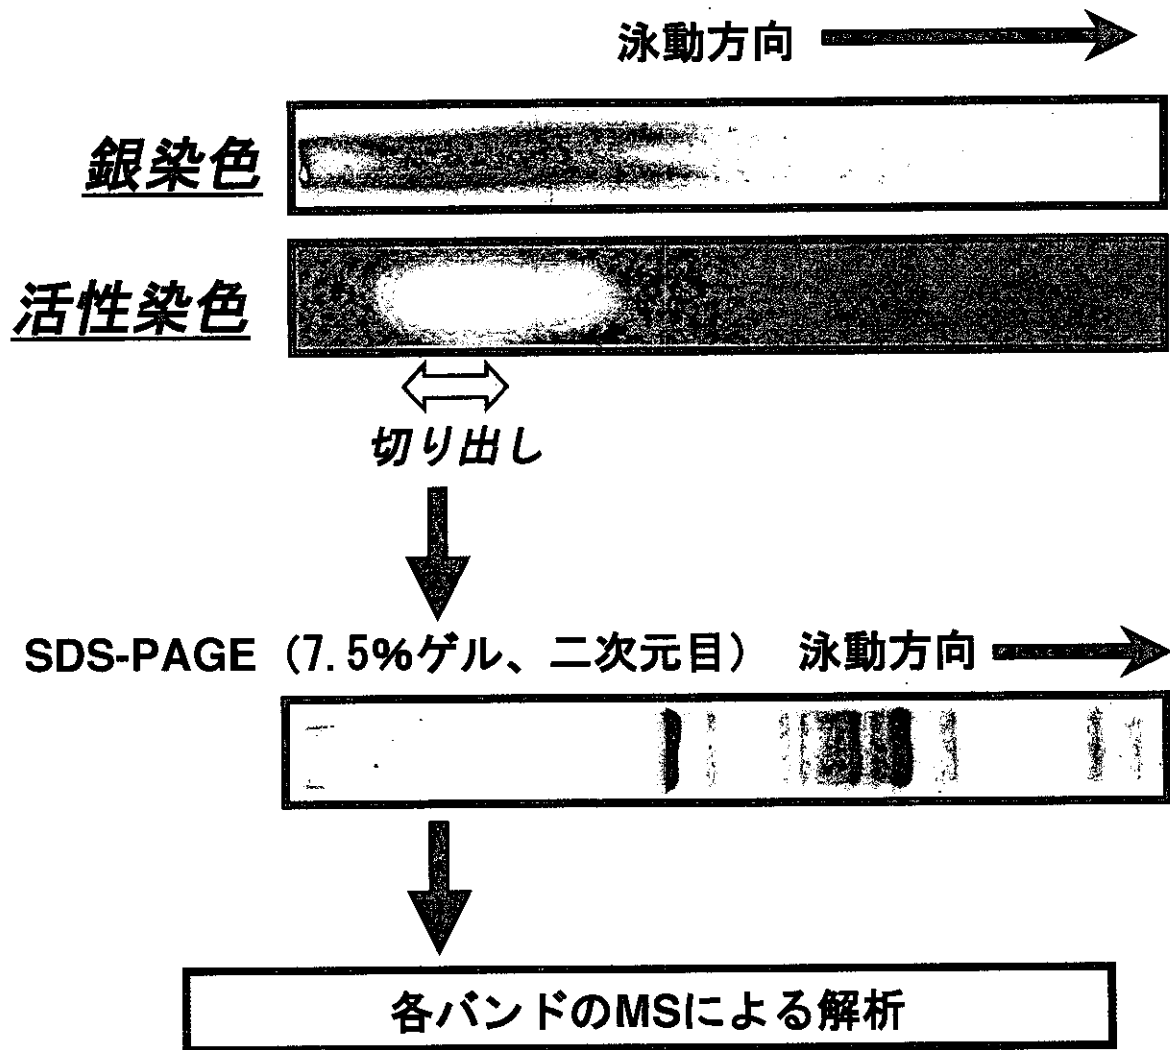 泳動方向
銀染色
活性染色
切り出し
SDS-PAGE (7.5%ゲル、二次元目) 泳動方向
各バンドのMSによる解析